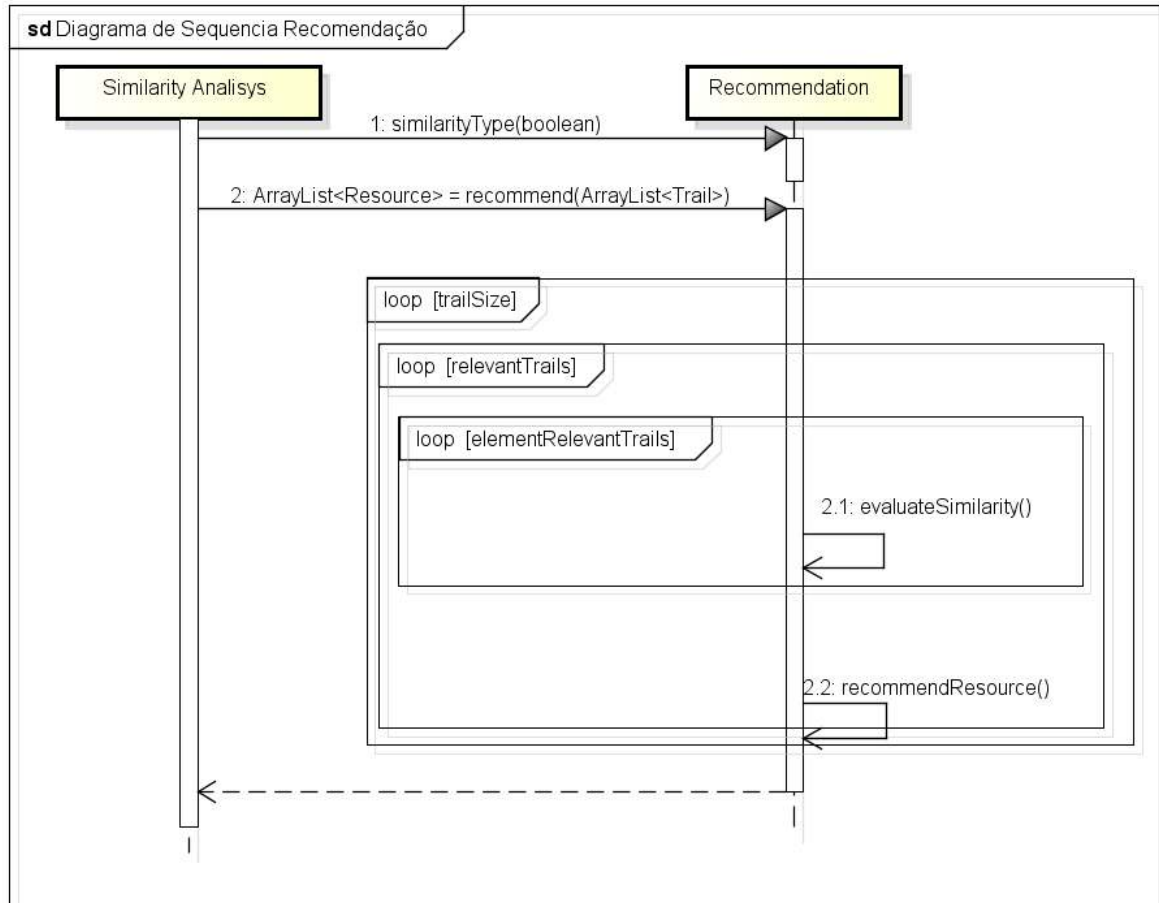 sd Diagrama de Sequencia Recomendação
Similarity Analisys
Recommendation
1: similarityType(boolean)
2: ArrayList<Resource> = recommend(ArrayList<Trail>)
loop [trailSize]
loop [relevantTrails]
loop [elementRelevantTrails]
2.1: evaluateSimilarity()
2.2: recommendResource()